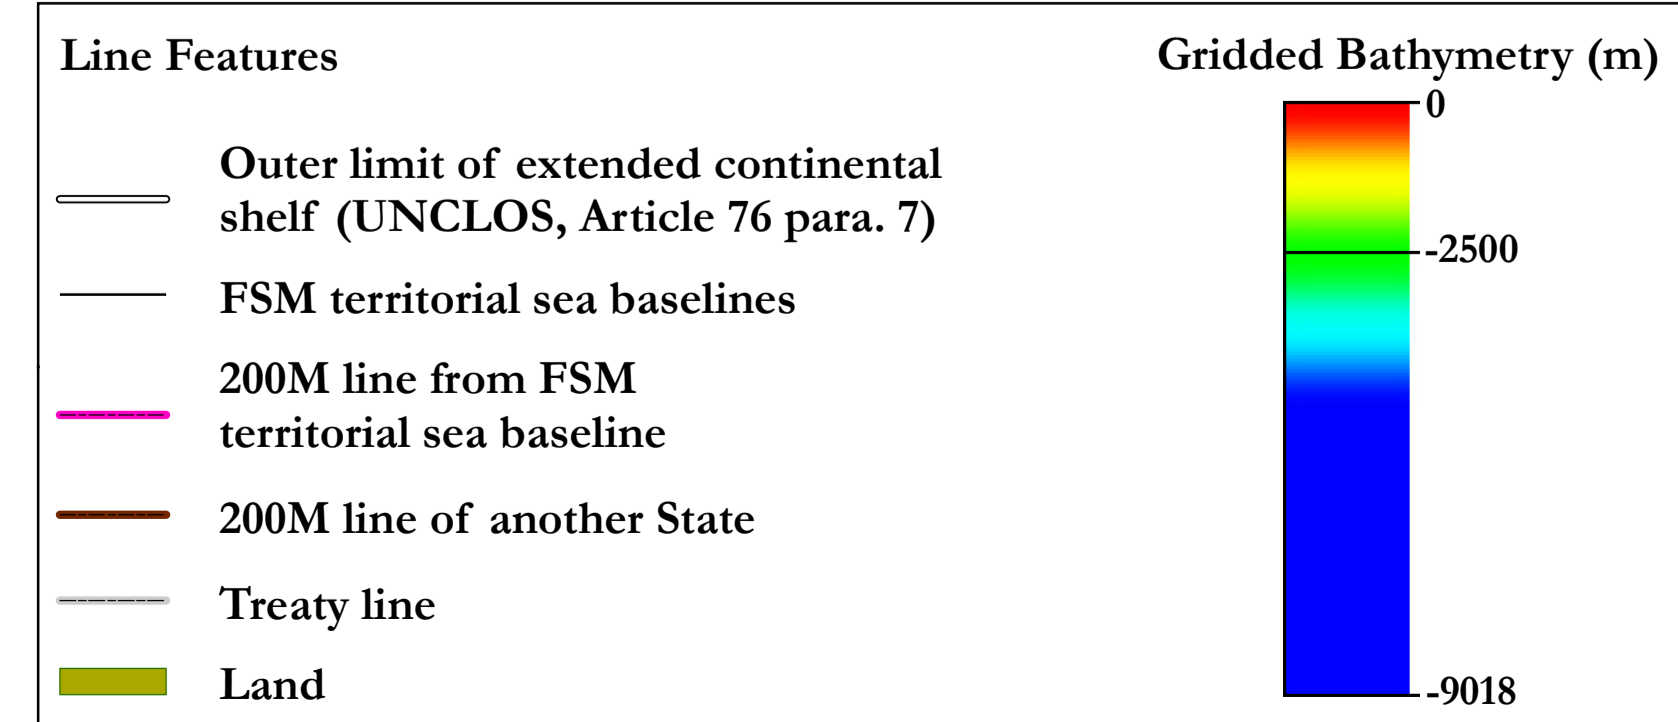 Line Features
Outer limit of extended continental
shelf (UNCLOS, Article 76 para. 7)
FSM territorial sea baselines
200M line from FSM
territorial sea baseline
200M line of another State
Treaty line
Land
Gridded Bathymetry (m)
0
-2500
-9018